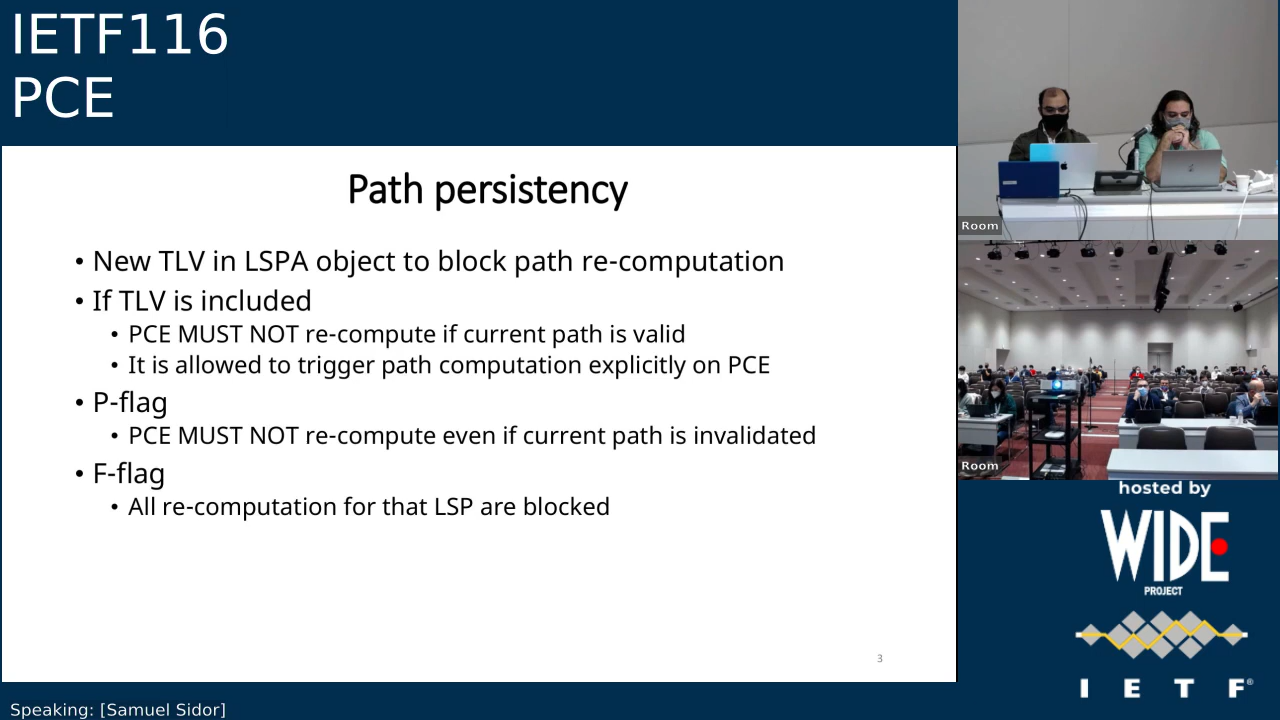 IETF116
PCE
Path persistency
• New TLV in LSPA object to block path re-computation
• If TLV is included
• PCE MUST NOT re-compute if current path is valid
• It is allowed to trigger path computation explicitly on PCE
• P-flag
• PCE MUST NOT re-compute even if current path is invalidated
• F-flag
• All re-computation for that LSP are blocked
3
Room
Room
hosted by
WIDE
PROJECT
I E T F®
Speaking: [Samuel Sidor]